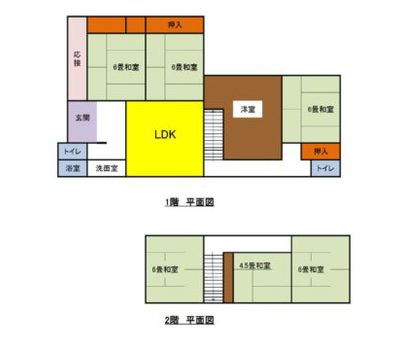 押入
応接
6畳和室
6畳和室
洋室
6畳和室
玄関
LDK
トイレ
浴室
洗面室
押入
トイレ
1階 平面図
6畳和室
4.5畳和室
6畳和室
2階 平面図